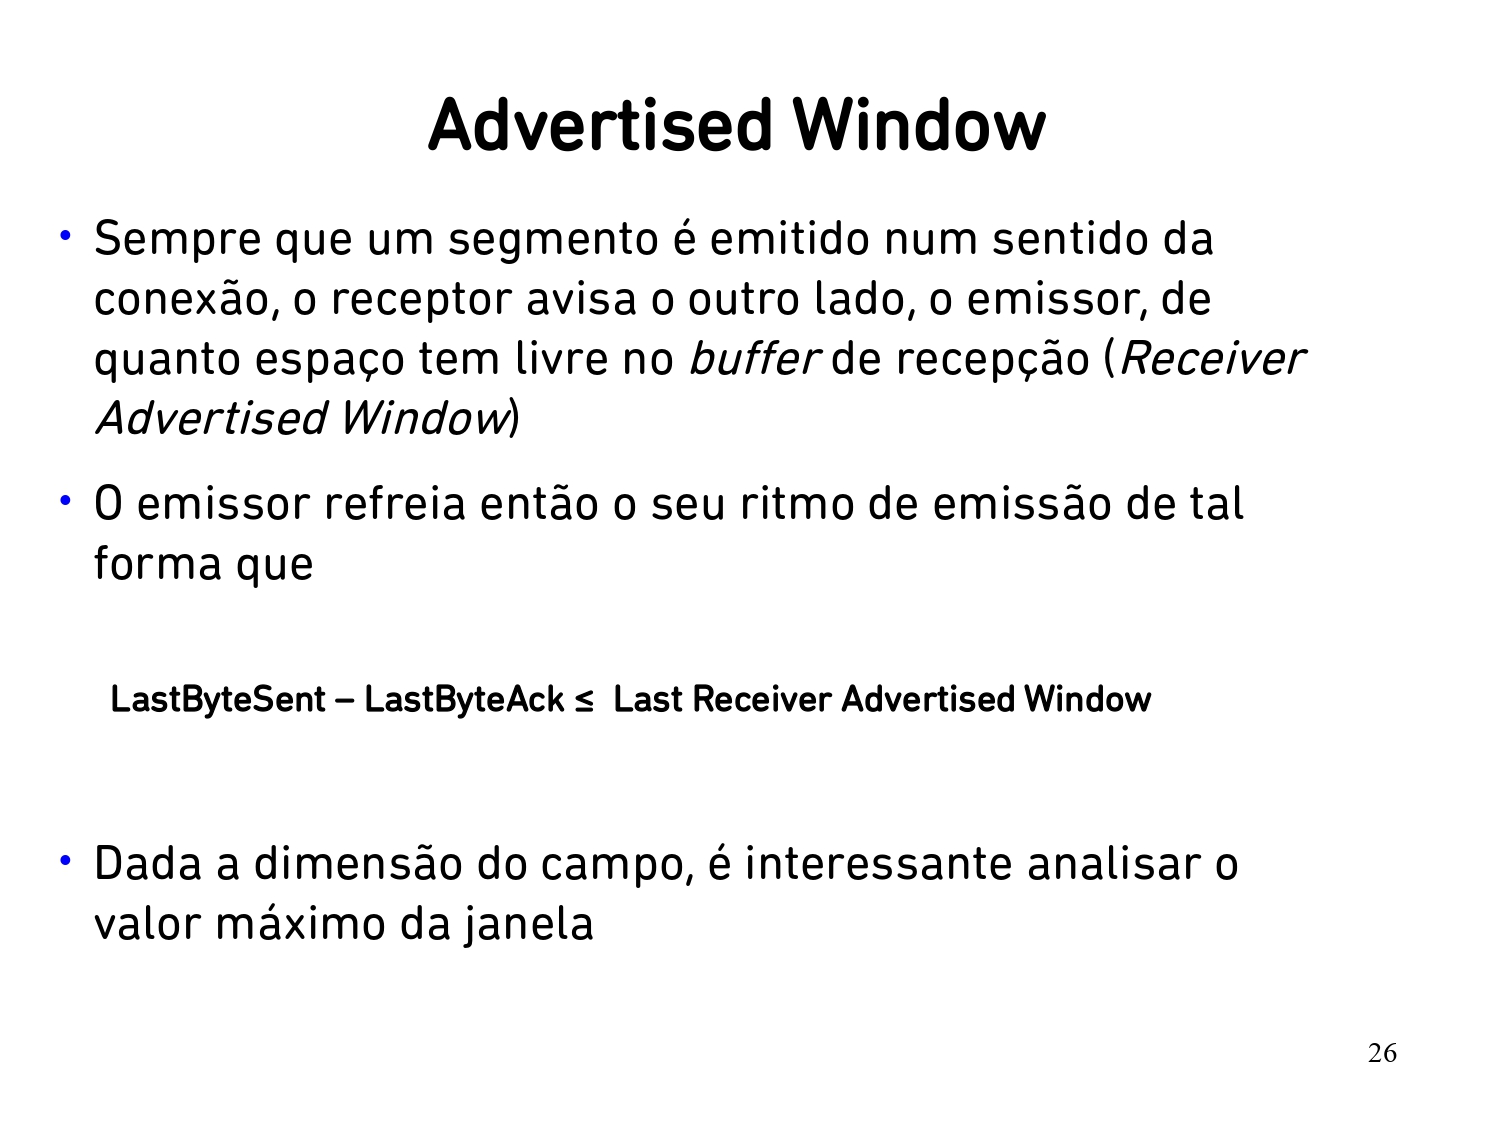 Advertised Window
• Sempre que um segmento é emitido num sentido da
conexão, o receptor avisa o outro lado, o emissor, de
quanto espaço tem livre no buffer de recepção (Receiver
Advertised Window)
• O emissor refreia então o seu ritmo de emissão de tal
forma que
LastByteSent – LastByteAck ≤ Last Receiver Advertised Window
• Dada a dimensão do campo, é interessante analisar o
valor máximo da janela
26